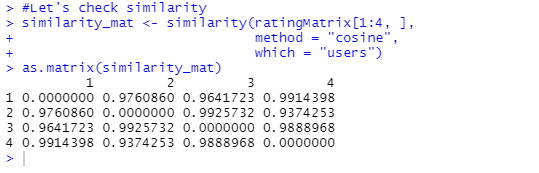 > #Let's check similarity
> similarity_mat <- similarity(ratingMatrix[1:4, ],
+                               method = "cosine",
+                               which = "users")
> as.matrix(similarity_mat)
          1         2         3         4
1 0.0000000 0.9760860 0.9641723 0.9914398
2 0.9760860 0.0000000 0.9925732 0.9374253
3 0.9641723 0.9925732 0.0000000 0.9888968
4 0.9914398 0.9374253 0.9888968 0.0000000
>